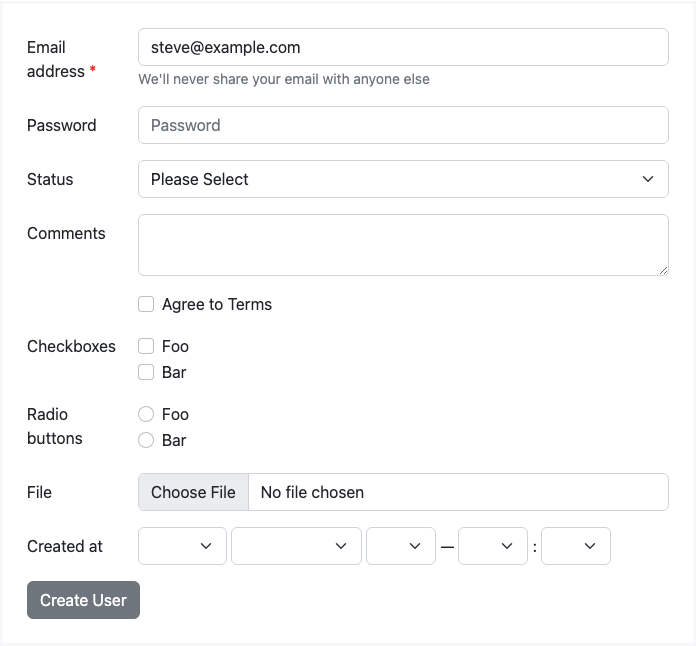 Email
address *
steve@example.com
We'll never share your email with anyone else
Password
Password
Status
Please Select
Comments
Agree to Terms
Checkboxes
Foo
Bar
Radio
buttons
Foo
Bar
File
Choose File
No file chosen
Created at
— :
Create User